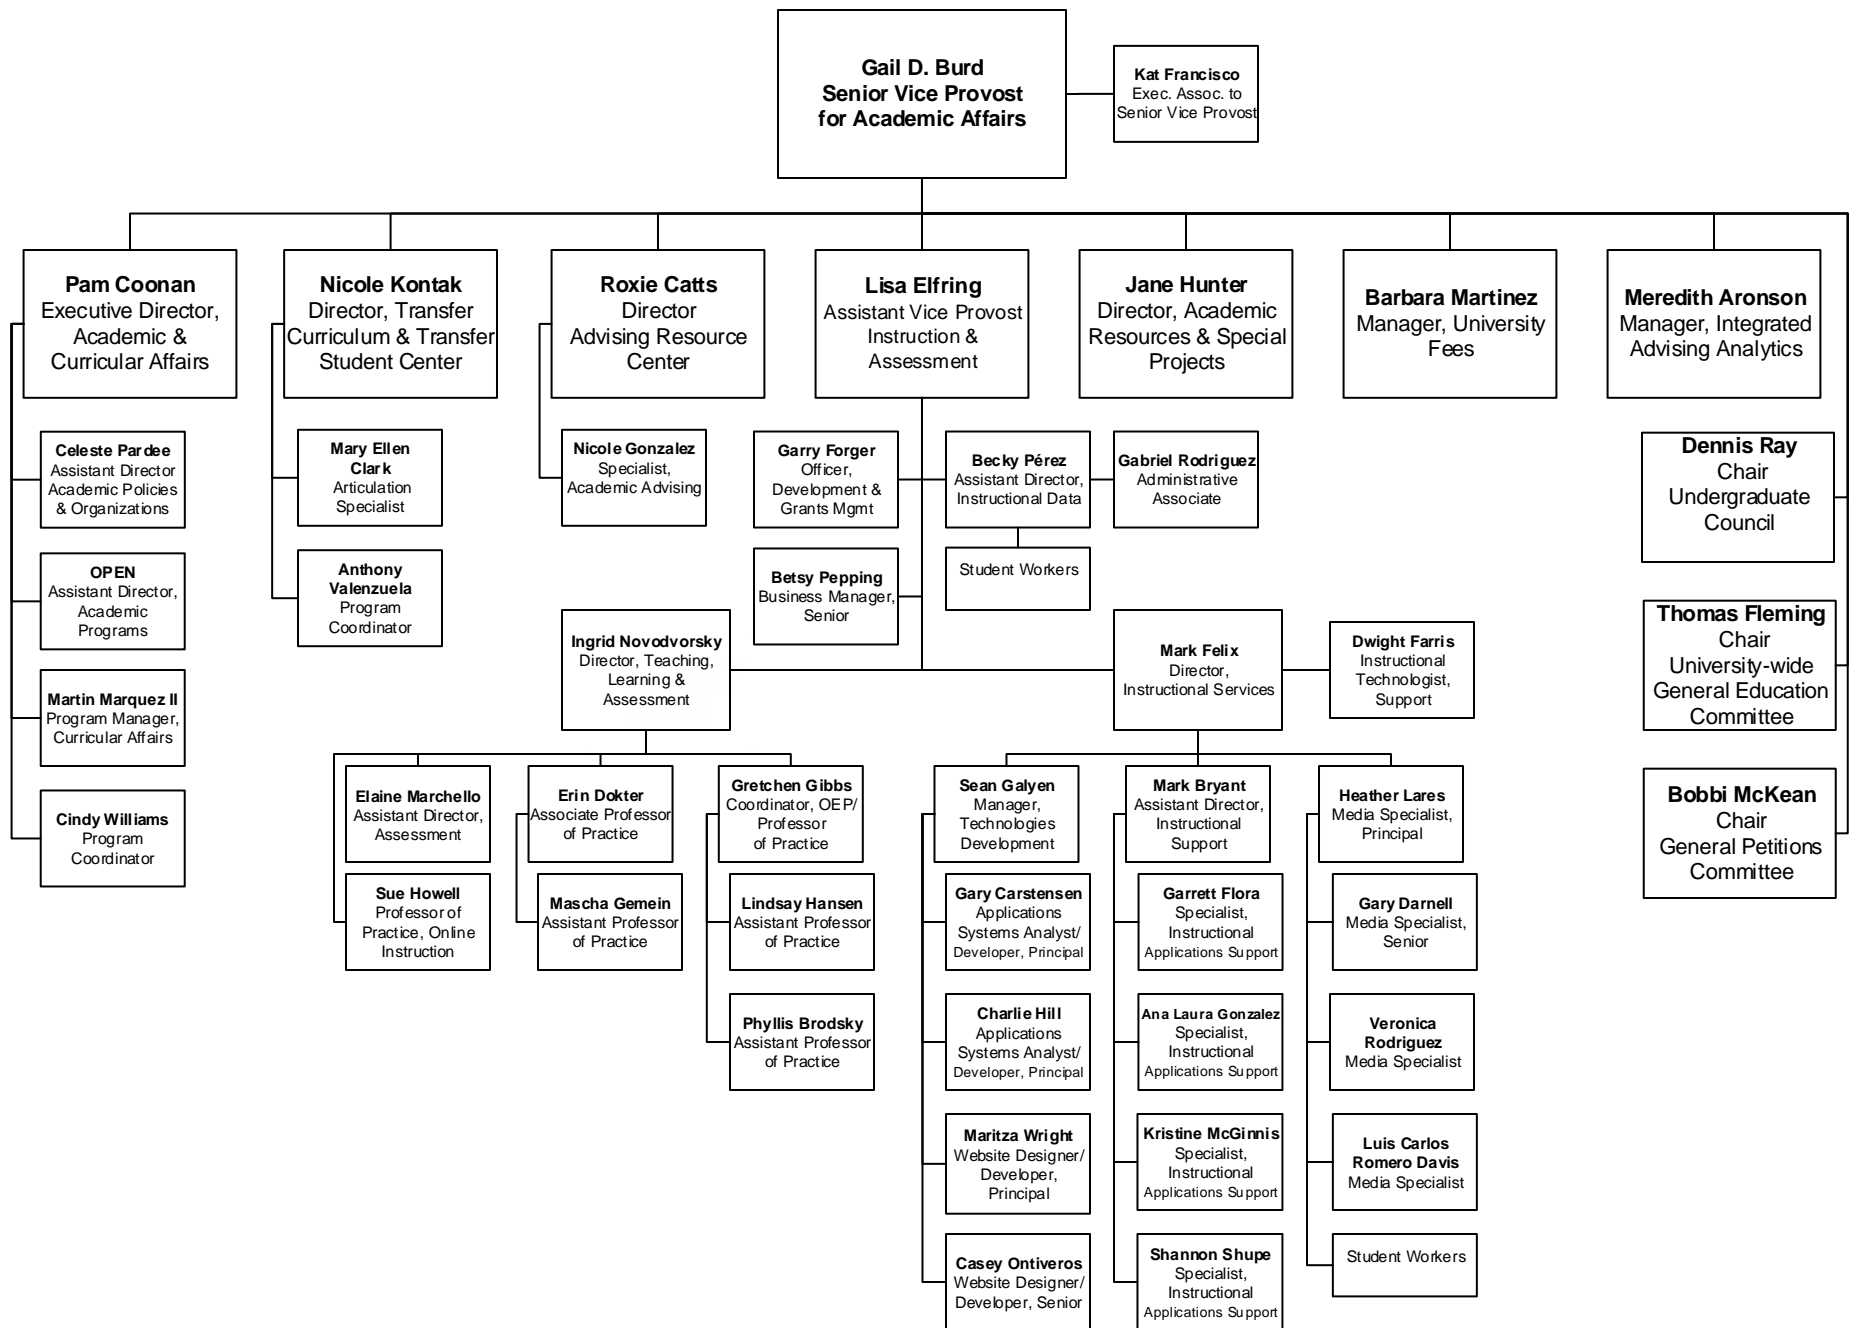 Gail D. Burd
Senior Vice Provost
for Academic Affairs
Kat Francisco
Exec. Assoc. to
Senior Vice Provost
Pam Coonan
Executive Director,
Academic &
Curricular Affairs
Nicole Kontak
Director, Transfer
Curriculum & Transfer
Student Center
Roxie Catts
Director
Advising Resource
Center
Lisa Elfring
Assistant Vice Provost
Instruction &
Assessment
Jane Hunter
Director, Academic
Resources & Special
Projects
Barbara Martinez
Manager, University
Fees
Meredith Aronson
Manager, Integrated
Advising Analytics
Celeste Pardee
Assistant Director
Academic Policies
& Organizations
OPEN
Assistant Director,
Academic
Programs
Martin Marquez II
Program Manager,
Curricular Affairs
Cindy Williams
Program
Coordinator
Mary Ellen
Clark
Articulation
Specialist
Anthony
Valenzuela
Program
Coordinator
Nicole Gonzalez
Specialist,
Academic Advising
Garry Forger
Officer,
Development &
Grants Mgmt
Becky Pérez
Assistant Director,
Instructional Data
Gabriel Rodriguez
Administrative
Associate
Betsy Pepping
Business Manager,
Senior
Student Workers
Ingrid Novodvorsky
Director, Teaching,
Learning &
Assessment
Mark Felix
Director,
Instructional Services
Dwight Farris
Instructional
Technologist,
Support
Dennis Ray
Chair
Undergraduate
Council
Thomas Fleming
Chair
University-wide
General Education
Committee
Bobbi McKean
Chair
General Petitions
Committee
Elaine Marchello
Assistant Director,
Assessment
Sue Howell
Professor of
Practice, Online
Instruction
Erin Dokter
Associate Professor
of Practice
Mascha Gemein
Assistant Professor
of Practice
Gretchen Gibbs
Coordinator, OEP/
Professor
of Practice
Lindsay Hansen
Assistant Professor
of Practice
Phyllis Brodsky
Assistant Professor
of Practice
Sean Galyen
Manager,
Technologies
Development
Gary Carstensen
Applications
Systems Analyst/
Developer, Principal
Charlie Hill
Applications
Systems Analyst/
Developer, Principal
Maritza Wright
Website Designer/
Developer,
Principal
Casey Ontiveros
Website Designer/
Developer, Senior
Mark Bryant
Assistant Director,
Instructional
Support
Garrett Flora
Specialist,
Instructional
Applications Support
Ana Laura Gonzalez
Specialist,
Instructional
Applications Support
Kristine McGinnis
Specialist,
Instructional
Applications Support
Shannon Shupe
Specialist,
Instructional
Applications Support
Heather Lares
Media Specialist,
Principal
Gary Darnell
Media Specialist,
Senior
Veronica
Rodriguez
Media Specialist
Luis Carlos
Romero Davis
Media Specialist
Student Workers